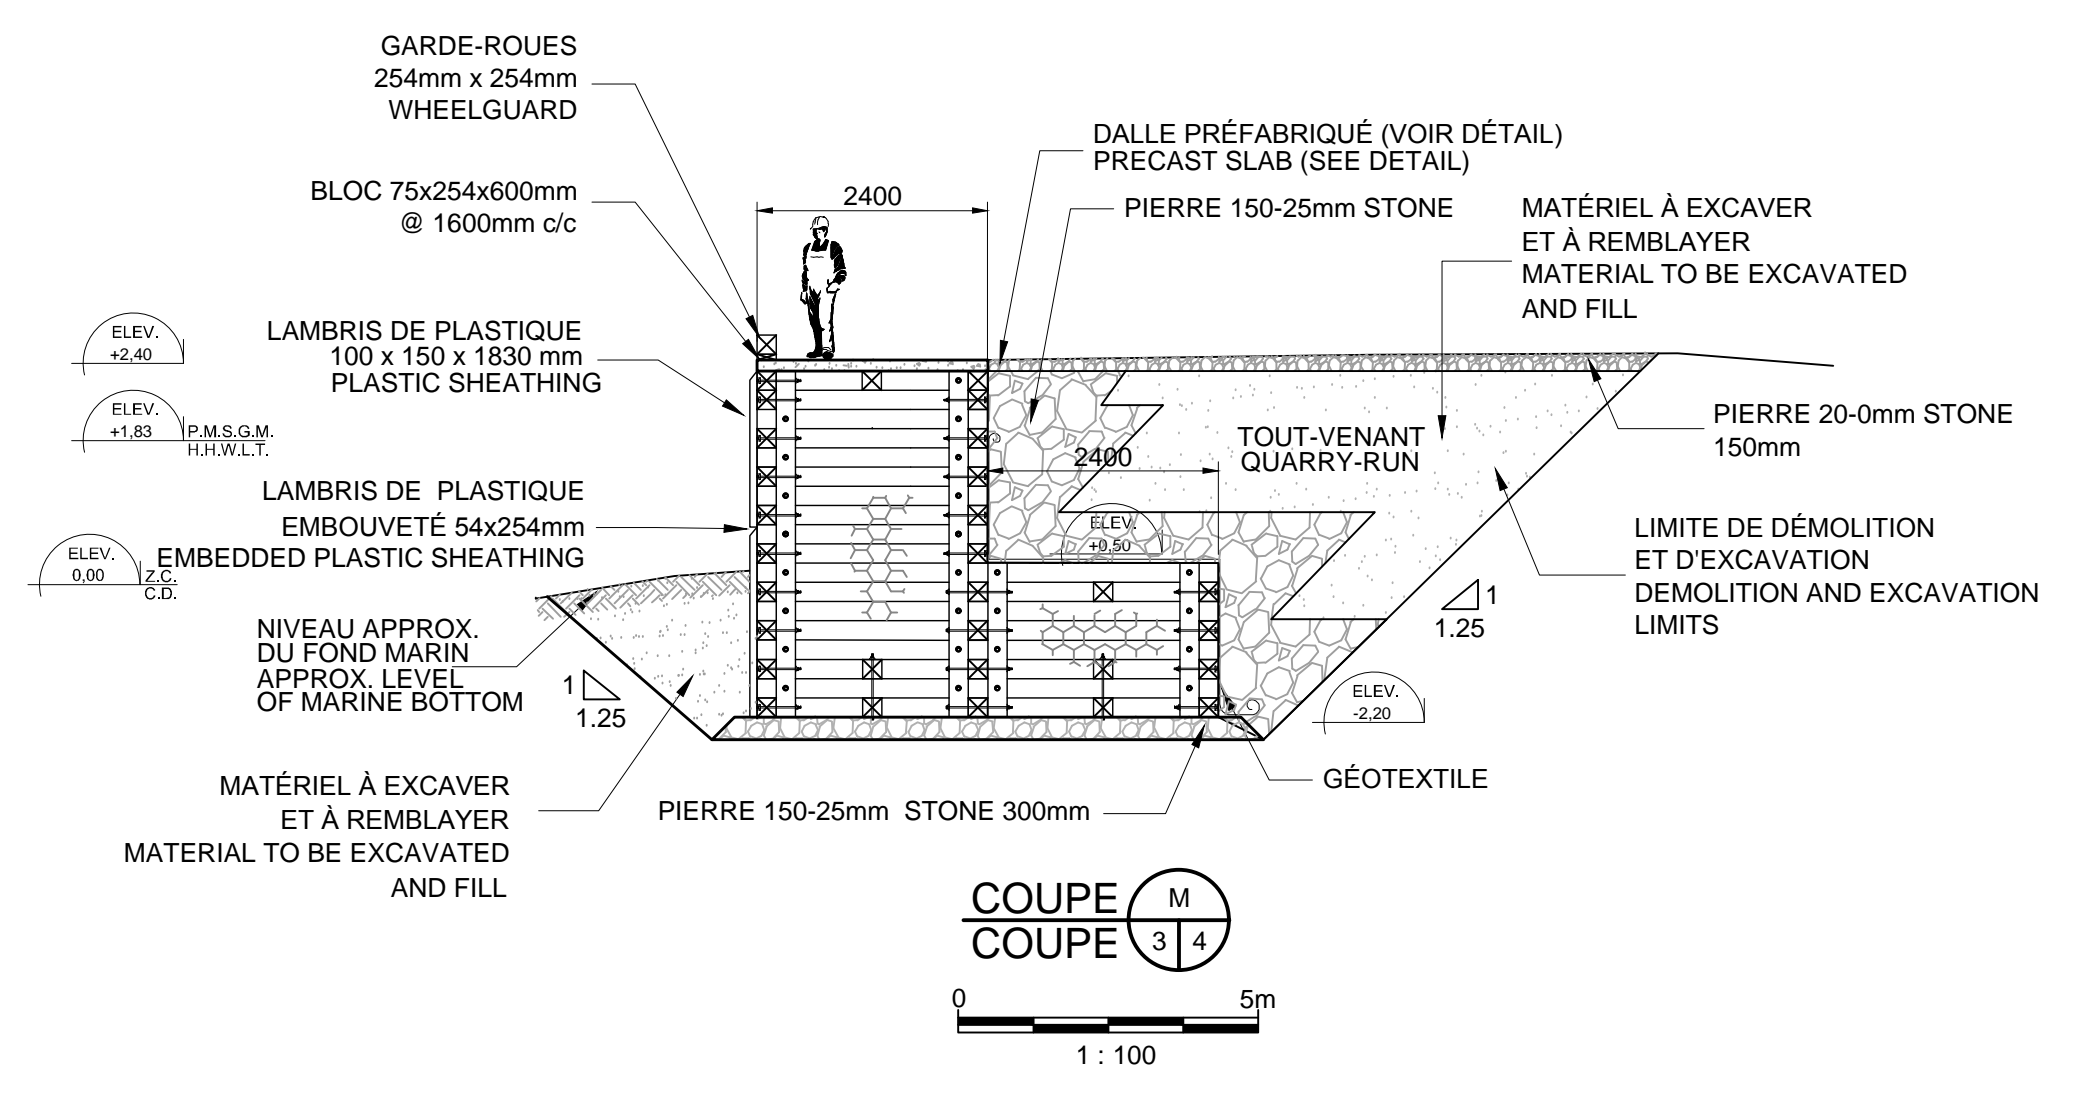 GARDE-ROUES
254mm x 254mm
WHEELGUARD
BLOC 75x254x600mm
@ 1600mm c/c
2400
DALLE PRÉFABRIQUÉ (VOIR DÉTAIL)
PRECAST SLAB (SEE DETAIL)
PIERRE 150-25mm STONE
MATÉRIEL À EXCAVER
ET À REMBLAYER
MATERIAL TO BE EXCAVATED
AND FILL
ELEV.
+2,40
LAMBRIS DE PLASTIQUE
100 x 150 x 1830 mm
PLASTIC SHEATHING
ELEV.
+1,83
P.M.S.G.M.
H.H.W.L.T.
PIERRE 20-0mm STONE
150mm
TOUT-VENANT
QUARRY-RUN
2400
LAMBRIS DE  PLASTIQUE
EMBOUVETÉ 54x254mm
EMBEDDED PLASTIC SHEATHING
ELEV.
0,00
Z.C.
C.D.
ELEV.
+0,50
LIMITE DE DÉMOLITION
ET D'EXCAVATION
DEMOLITION AND EXCAVATION
LIMITS
1
1.25
NIVEAU APPROX.
DU FOND MARIN
APPROX. LEVEL
OF MARINE BOTTOM
1
1.25
ELEV.
-2,20
GÉOTEXTILE
MATÉRIEL À EXCAVER
ET À REMBLAYER
MATERIAL TO BE EXCAVATED
AND FILL
PIERRE 150-25mm  STONE 300mm
COUPE
COUPE
M
3 4
0 5m
1 : 100